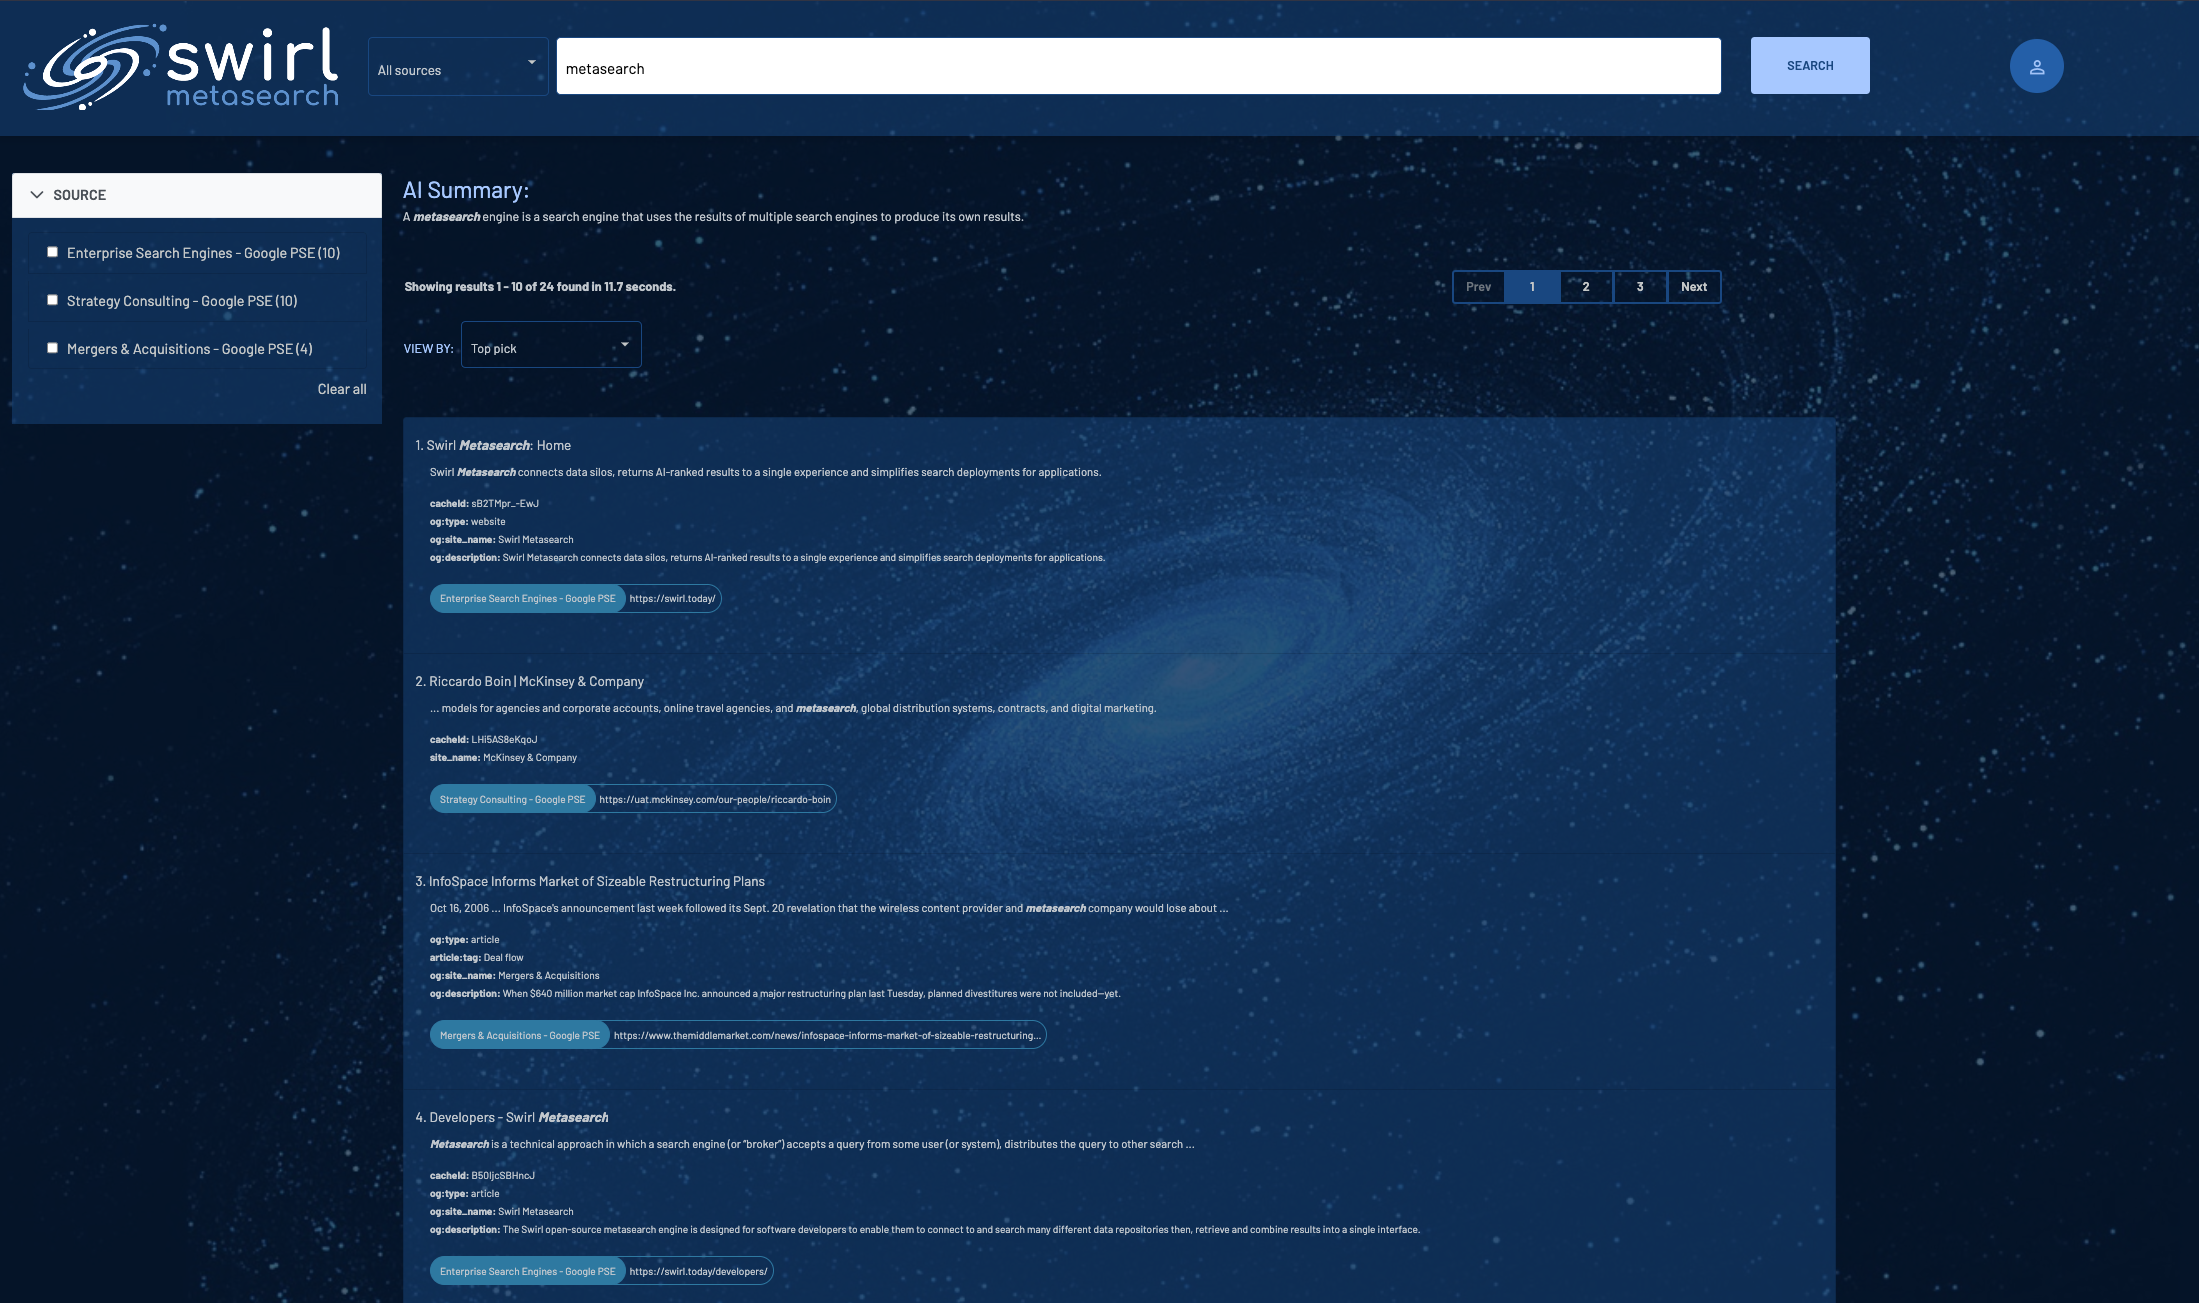 swirl
metasearch
All sources
metasearch
SEARCH
SOURCE
Enterprise Search Engines - Google PSE (10)
Strategy Consulting - Google PSE (10)
Mergers & Acquisitions - Google PSE (4)
Clear all
AI Summary:
A metasearch engine is a search engine that uses the results of multiple search engines to produce its own results.
Showing results 1 - 10 of 24 found in 11.7 seconds.
Prev 1 2 3 Next
VIEW BY: Top pick
1. Swirl Metasearch: Home
Swirl Metasearch connects data silos, returns AI-ranked results to a single experience and simplifies search deployments for applications.
cacheId: sB2TMpr_-EwJ
og:type: website
og:site_name: Swirl Metasearch
og:description: Swirl Metasearch connects data silos, returns AI-ranked results to a single experience and simplifies search deployments for applications.
Enterprise Search Engines - Google PSE https://swirl.today/
2. Riccardo Boin | McKinsey & Company
... models for agencies and corporate accounts, online travel agencies, and metasearch, global distribution systems, contracts, and digital marketing.
cacheId: LHi5AS8eKqoJ
site_name: McKinsey & Company
Strategy Consulting - Google PSE https://uat.mckinsey.com/our-people/riccardo-boin
3. InfoSpace Informs Market of Sizeable Restructuring Plans
Oct 16, 2006 ... InfoSpace's announcement last week followed its Sept. 20 revelation that the wireless content provider and metasearch company would lose about ...
og:type: article
article:tag: Deal flow
og:site_name: Mergers & Acquisitions
og:description: When $640 million market cap InfoSpace Inc. announced a major restructuring plan last Tuesday, planned divestitures were not included—yet.
Mergers & Acquisitions - Google PSE https://www.themiddlemarket.com/news/infospace-informs-market-of-sizeable-restructuring...
4. Developers - Swirl Metasearch
Metasearch is a technical approach in which a search engine (or “broker”) accepts a query from some user (or system), distributes the query to other search ...
cacheId: B50ljcSBHncJ
og:type: article
og:site_name: Swirl Metasearch
og:description: The Swirl open-source metasearch engine is designed for software developers to enable them to connect to and search many different data repositories then, retrieve and combine results into a single interface.
Enterprise Search Engines - Google PSE https://swirl.today/developers/